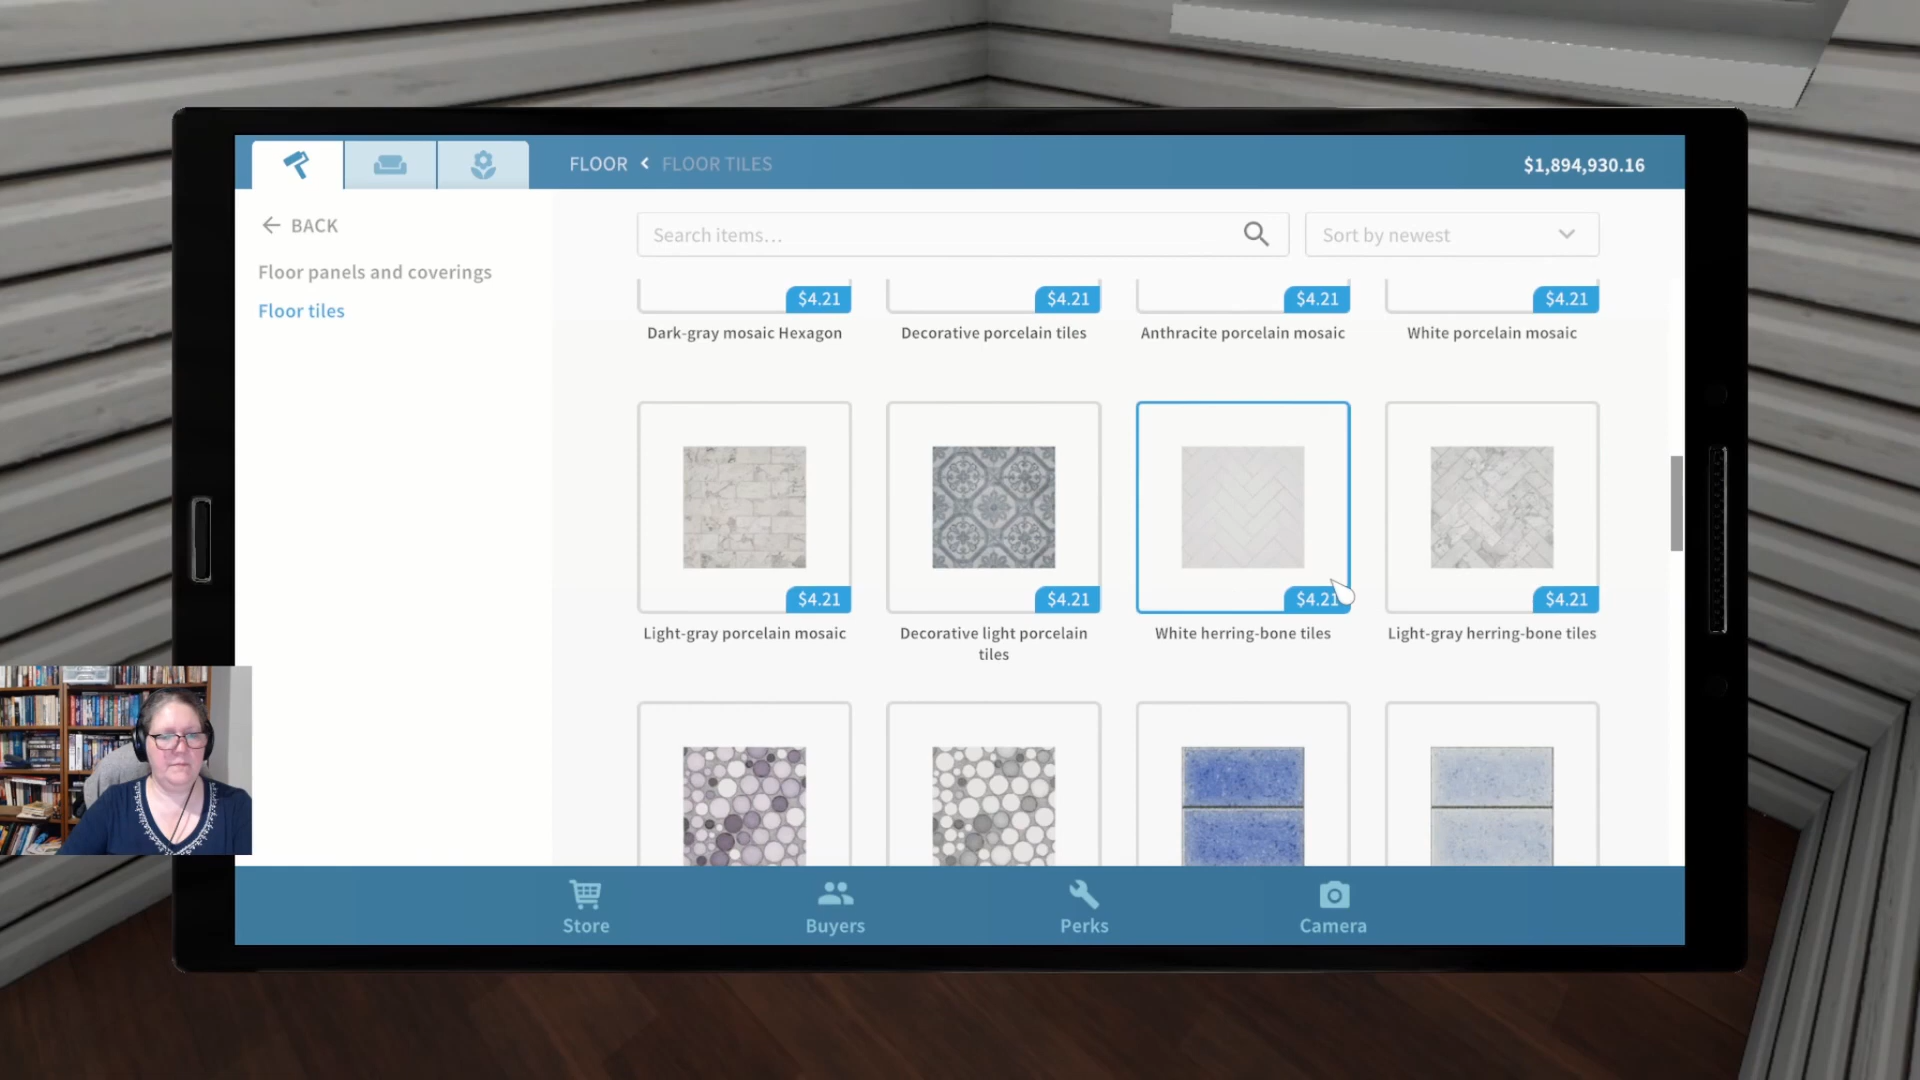 FLOOR < FLOOR TILES
$1,894,930.16
BACK
Floor panels and coverings
Floor tiles
Search items...
Sort by newest
$4.21 $4.21 $4.21 $4.21
Dark-gray mosaic Hexagon
Decorative porcelain tiles
Anthracite porcelain mosaic
White porcelain mosaic
$4.21 $4.21 $4.21 $4.21
Light-gray porcelain mosaic
Decorative light porcelain
tiles
White herring-bone tiles
Light-gray herring-bone tiles
Store
Buyers
Perks
Camera